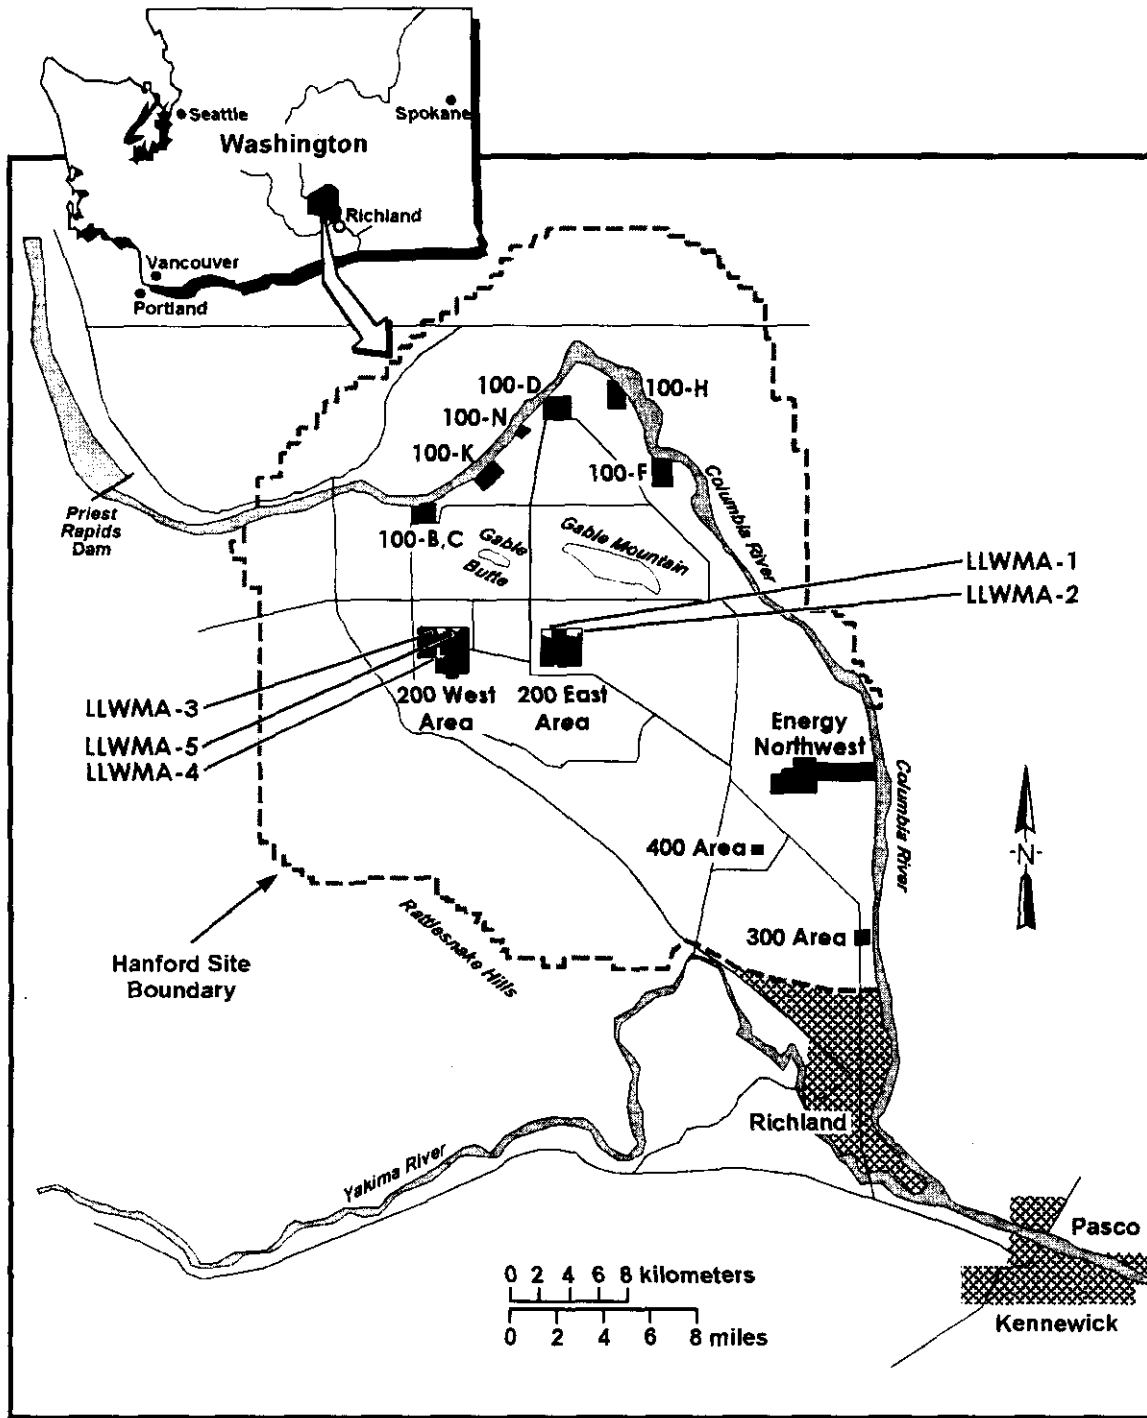 Seattle
Spokane
Washington
Richland
Vancouver
Portland
100-D
100-H
100-N
100-K
100-F
Columbia River
Priest
Rapids
Dam
100-B,C
Gable
Butte
Gable Mountain
LLWMA-1
LLWMA-2
200 West
Area
200 East
Area
LLWMA-3
LLWMA-5
LLWMA-4
Energy
Northwest
Columbia River
400 Area
-N-
300 Area
Rattlesnake Hills
Hanford Site
Boundary
Richland
Yakima River
Pasco
Kennewick
0 2 4 6 8 kilometers
0 2 4 6 8 miles